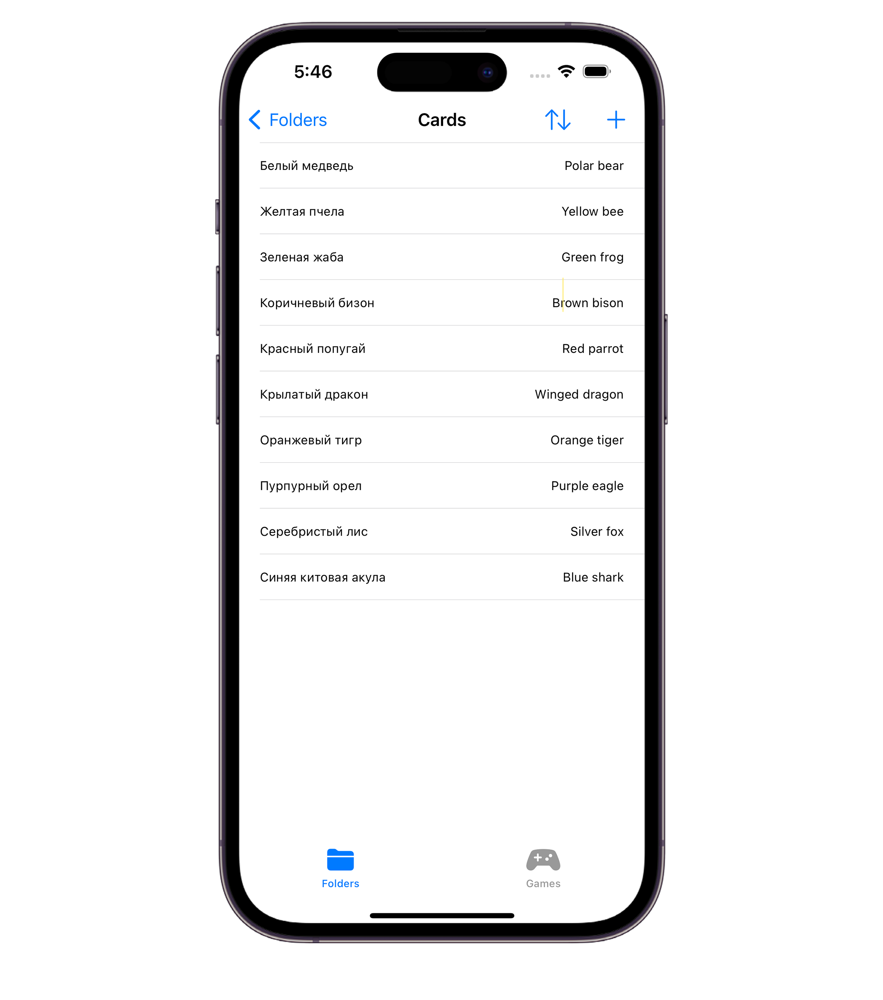 5:46
Folders Cards
Белый медведь Polar bear
Желтая пчела Yellow bee
Зеленая жаба Green frog
Коричневый бизон Brown bison
Красный попугай Red parrot
Крылатый дракон Winged dragon
Оранжевый тигр Orange tiger
Пурпурный орел Purple eagle
Серебристый лис Silver fox
Синяя китовая акула Blue shark
Folders Games